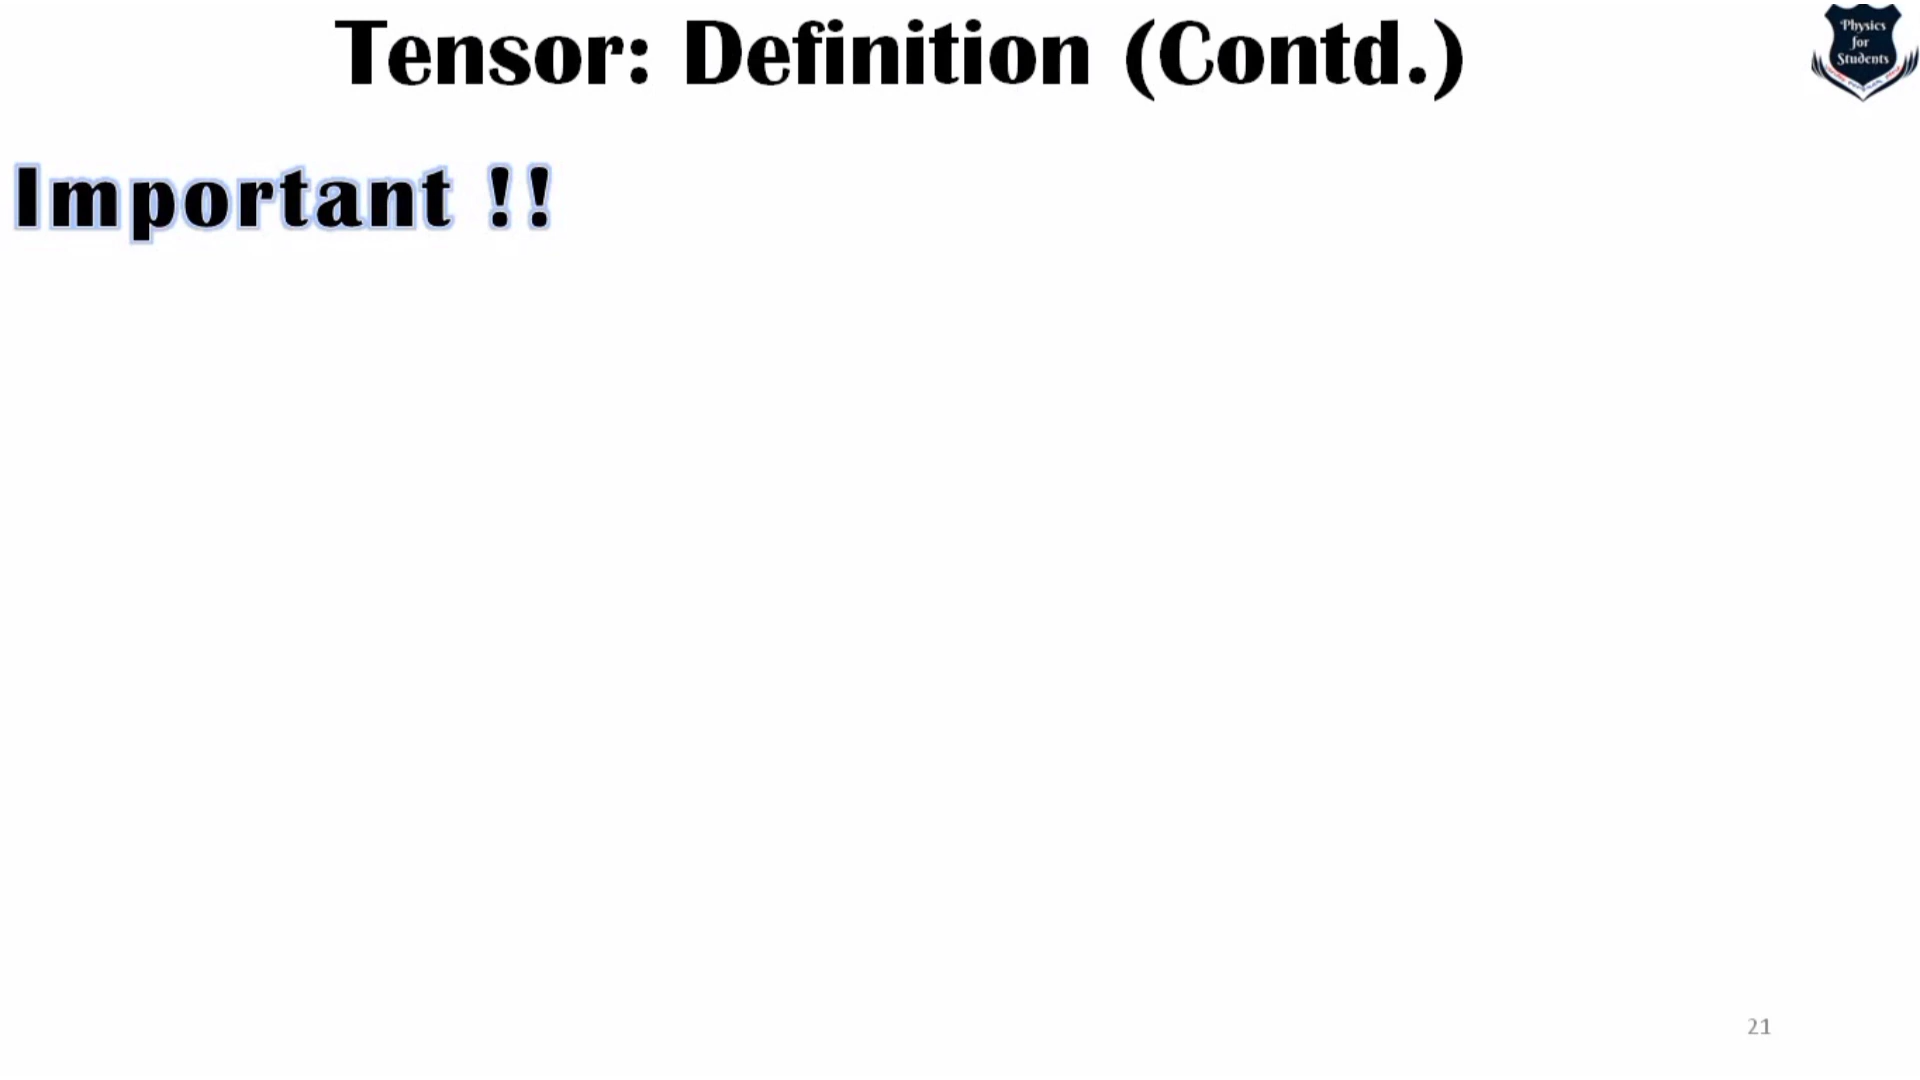 Tensor: Definition (Contd.)
Physics
for
Students
Important !!
21